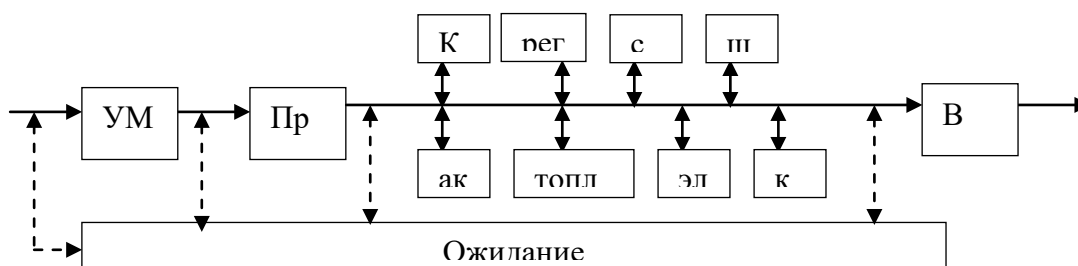 К рег с ш
УМ Пр В
ак топл эл к
Ожидание